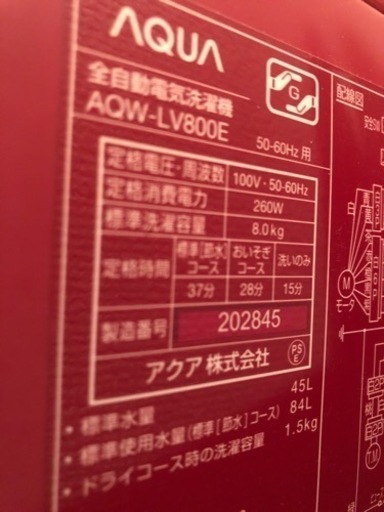 AQUA
全自動電気洗濯機
AQW-LV800E
50-60Hz 用
G
定格電圧・周波数 100V・50-60Hz
定格消費電力 260W
標準洗濯容量 8.0kg
定格時間 標準[節水]コース おいそぎコース 洗いのみ
37分 28分 15分
製造番号 202845
アクア株式会社
PSE
・標準水量 45L
・標準使用水量(標準[節水]コース) 84L
・ドライコース時の洗濯容量 1.5kg
配線図
白
M
モータ
T.M